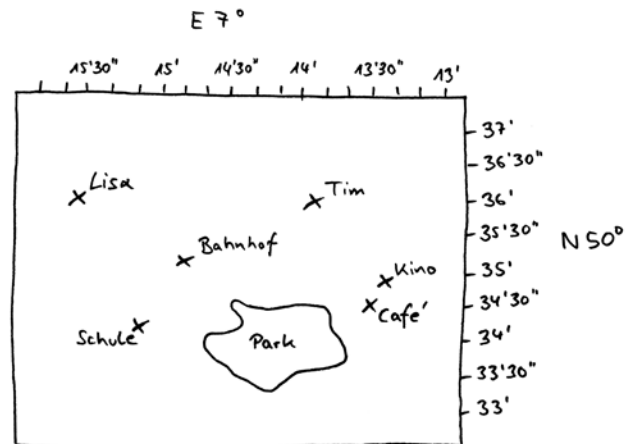 E 7°
15'30" 15' 14'30" 14' 13'30" 13'
37'
36'30"
Lisa
Tim
36'
35'30"
N 50°
Bahnhof
Kino
35'
34'30"
Café
Schule
Park
34'
33'30"
33'